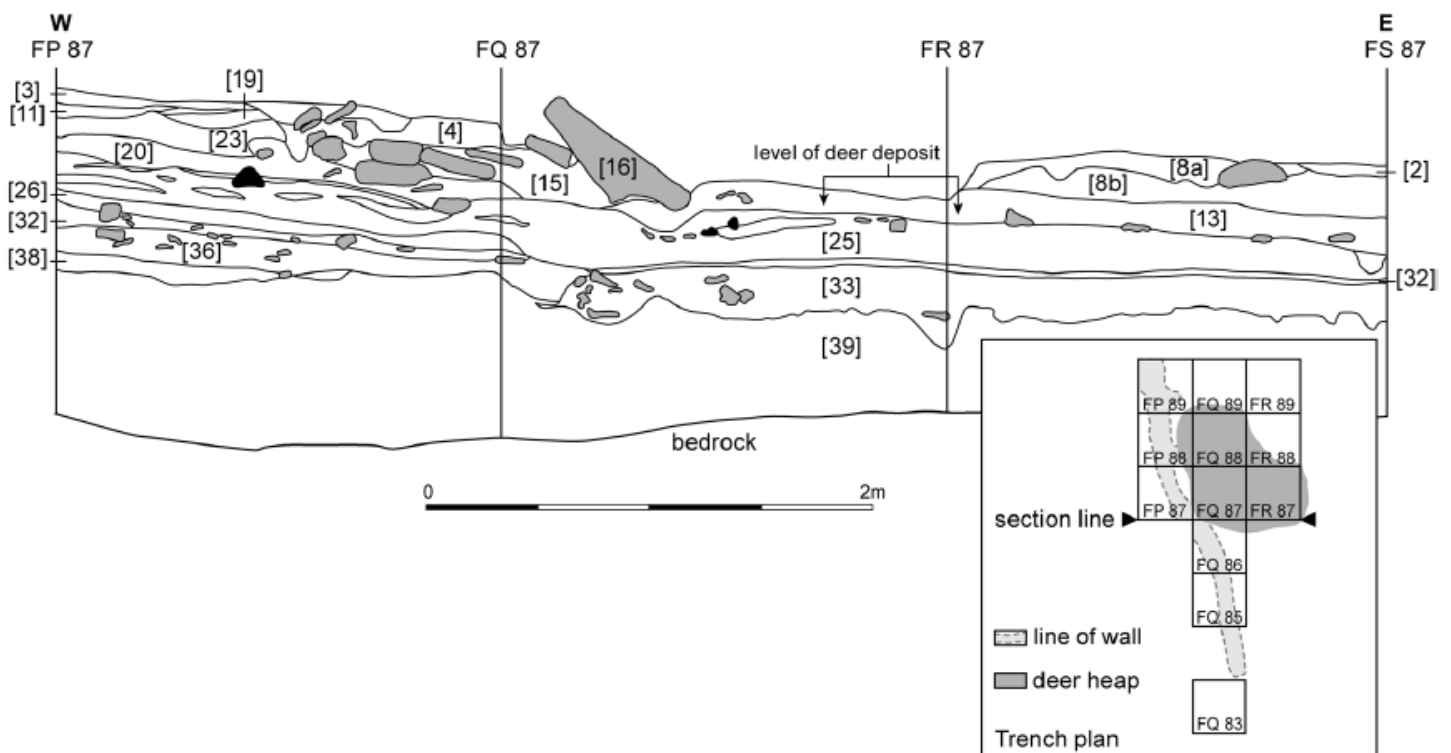 W E
FP 87 FQ 87 FR 87 FS 87
[3] [19]
[11] [23] [4]
[20] [16] level of deer deposit [8a] [2]
[26] [15] [8b]
[32] [13]
[36] [25]
[38] [33] [32]
[39]
bedrock
0 2m
FP 89 FQ 89 FR 89
FP 88 FQ 88 FR 88
section line FP 87 FQ 87 FR 87
FQ 86
FQ 85
line of wall
deer heap
FQ 83
Trench plan